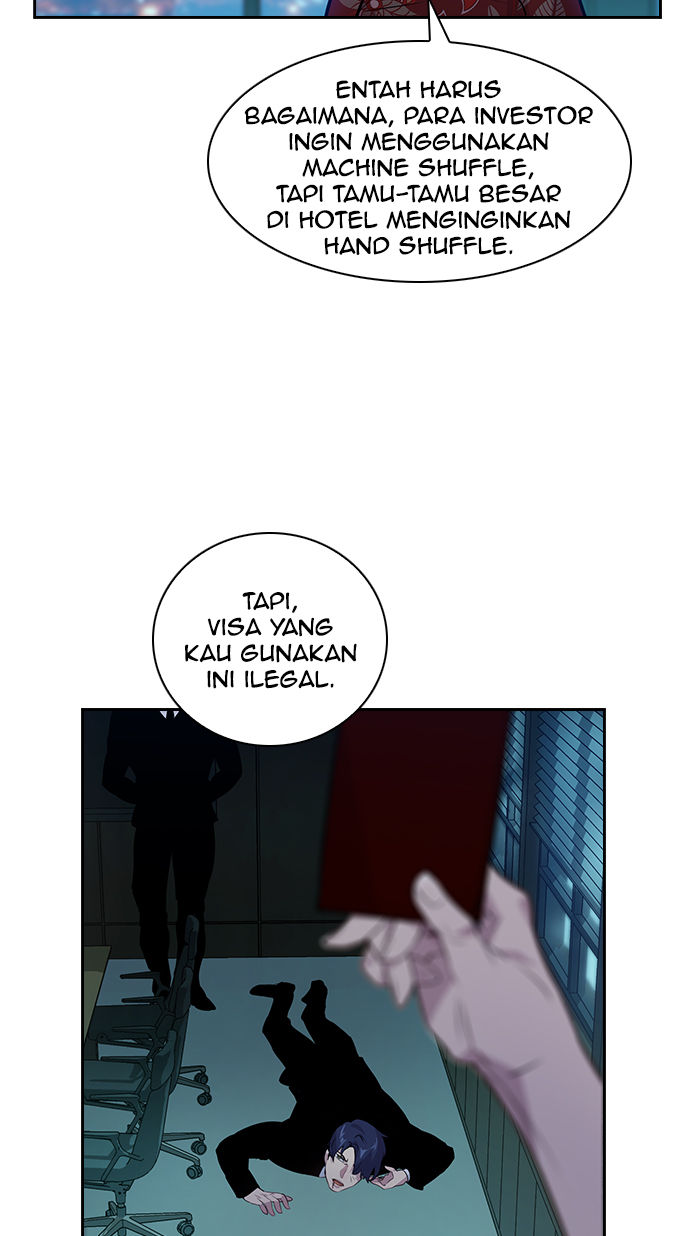 ENTAH HARUS
BAGAIMANA, PARA INVESTOR
INGIN MENGGUNAKAN
MACHINE SHUFFLE,
TAPI TAMU-TAMU BESAR
DI HOTEL MENGINGINKAN
HAND SHUFFLE.
TAPI,
VISA YANG
KAU GUNAKAN
INI ILEGAL.